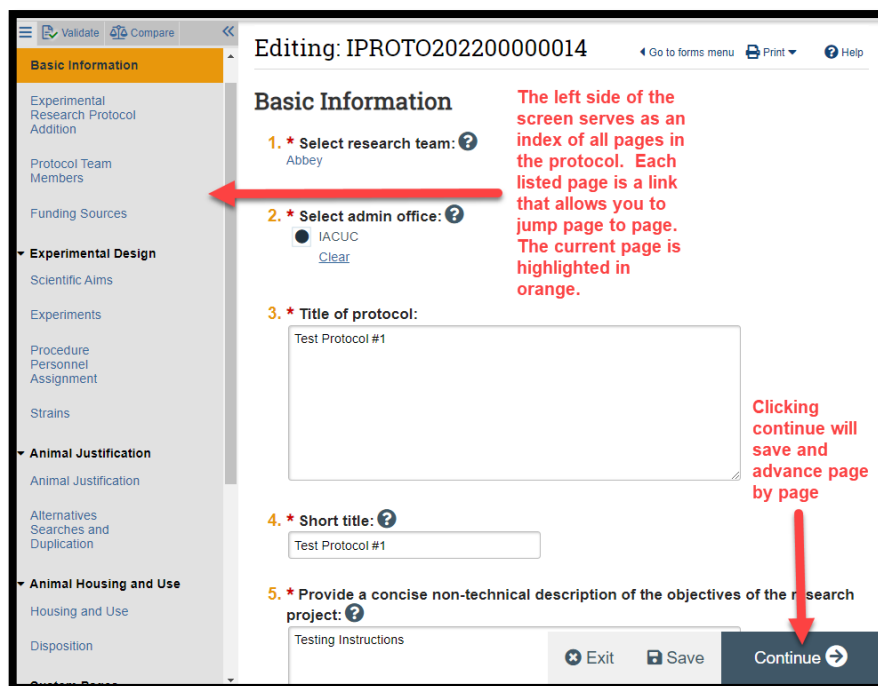 Validate Compare
Basic Information
Experimental
Research Protocol
Addition
Protocol Team
Members
Funding Sources
Experimental Design
Scientific Aims
Experiments
Procedure
Personnel
Assignment
Strains
Animal Justification
Animal Justification
Alternatives
Searches and
Duplication
Animal Housing and Use
Housing and Use
Disposition
Custom Pages
Editing: IPROTO202200000014
Go to forms menu Print Help
Basic Information
1. * Select research team:
Abbey
2. * Select admin office:
IACUC
Clear
3. * Title of protocol:
Test Protocol #1
4. * Short title:
Test Protocol #1
5. * Provide a concise non-technical description of the objectives of the research
project:
Testing Instructions
The left side of the
screen serves as an
index of all pages in
the protocol. Each
listed page is a link
that allows you to
jump page to page.
The current page is
highlighted in
orange.
Clicking
continue will
save and
advance page
by page
Exit Save Continue